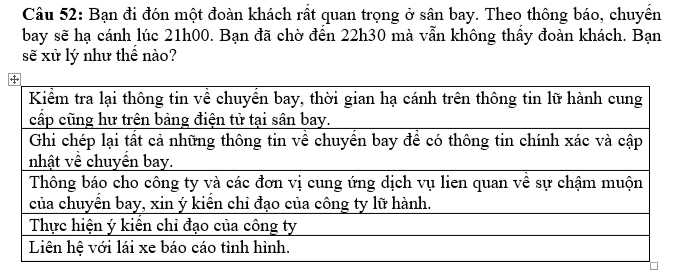 Câu 52: Bạn đi đón một đoàn khách rất quan trọng ở sân bay. Theo thông báo, chuyến
bay sẽ hạ cánh lúc 21h00. Bạn đã chờ đến 22h30 mà vẫn không thấy đoàn khách. Bạn
sẽ xử lý như thế nào?
Kiểm tra lại thông tin về chuyến bay, thời gian hạ cánh trên thông tin lữ hành cung
cấp cũng hư trên bảng điện tử tại sân bay.
Ghi chép lại tất cả những thông tin về chuyến bay để có thông tin chính xác và cập
nhật về chuyến bay.
Thông báo cho công ty và các đơn vị cung ứng dịch vụ lien quan về sự chậm muộn
của chuyến bay, xin ý kiến chỉ đạo của công ty lữ hành.
Thực hiện ý kiến chỉ đạo của công ty
Liên hệ với lái xe báo cáo tình hình.